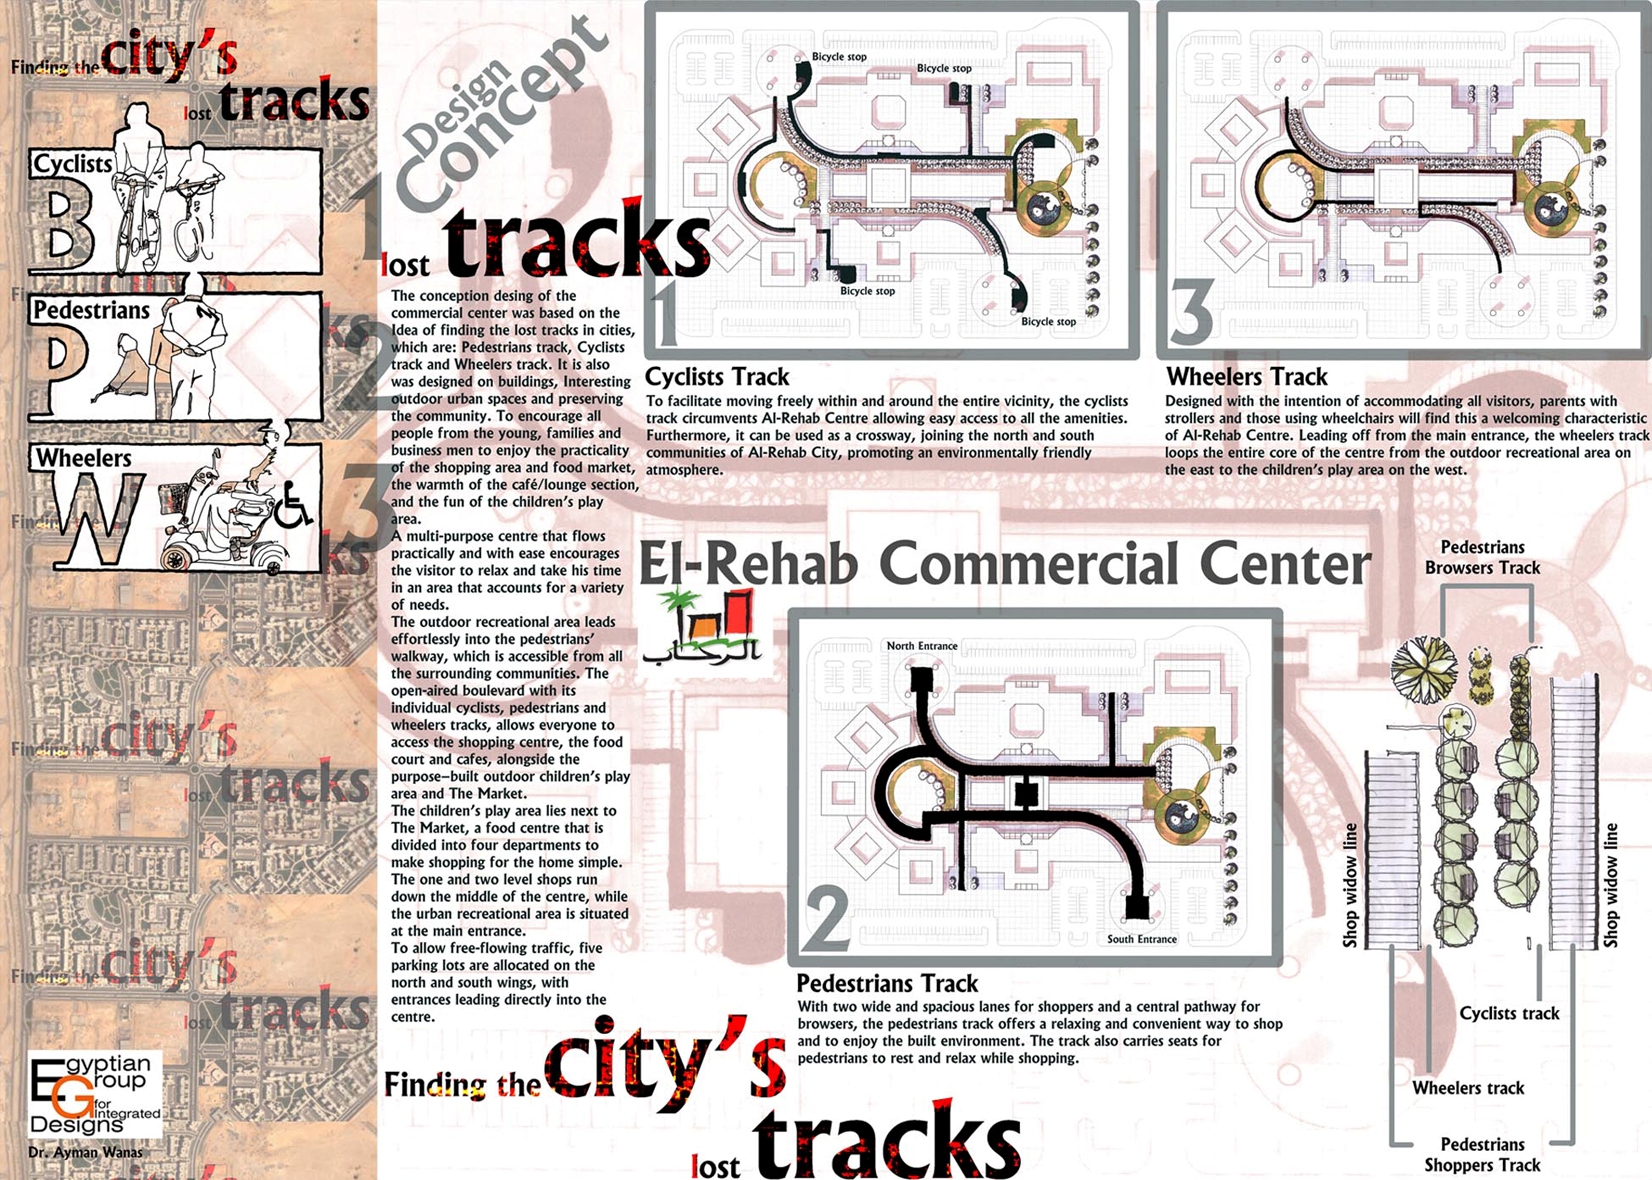 Finding the city's
lost tracks
Cyclists
B
Pedestrians
P
Wheelers
W
1
2
3
Finding the city's
lost tracks
Finding the city's
lost tracks
Egyptian
Group
for
Integrated
Designs
Dr. Ayman Wanas
Design
Concept
lost tracks
The conception desing of the
commercial center was based on the
Idea of finding the lost tracks in cities,
which are: Pedestrians track, Cyclists
track and Wheelers track. It is also
was designed on buildings, Interesting
outdoor urban spaces and preserving
the community. To encourage all
people from the young, families and
business men to enjoy the practicality
of the shopping area and food market,
the warmth of the café/lounge section,
and the fun of the children's play
area.
A multi-purpose centre that flows
practically and with ease encourages
the visitor to relax and take his time
in an area that accounts for a variety
of needs.
The outdoor recreational area leads
effortlessly into the pedestrians'
walkway, which is accessible from all
the surrounding communities. The
open-aired boulevard with its
individual cyclists, pedestrians and
wheelers tracks, allows everyone to
access the shopping centre, the food
court and cafes, alongside the
purpose–built outdoor children's play
area and The Market.
The children's play area lies next to
The Market, a food centre that is
divided into four departments to
make shopping for the home simple.
The one and two level shops run
down the middle of the centre, while
the urban recreational area is situated
at the main entrance.
To allow free-flowing traffic, five
parking lots are allocated on the
north and south wings, with
entrances leading directly into the
centre.
Finding the city's
lost tracks
Bicycle stop
Bicycle stop
Bicycle stop
Bicycle stop
1
Cyclists Track
To facilitate moving freely within and around the entire vicinity, the cyclists
track circumvents Al-Rehab Centre allowing easy access to all the amenities.
Furthermore, it can be used as a crossway, joining the north and south
communities of Al-Rehab City, promoting an environmentally friendly
atmosphere.
3
Wheelers Track
Designed with the intention of accommodating all visitors, parents with
strollers and those using wheelchairs will find this a welcoming characteristic
of Al-Rehab Centre. Leading off from the main entrance, the wheelers track
loops the entire core of the centre from the outdoor recreational area on
the east to the children's play area on the west.
El-Rehab Commercial Center
الرحاب
North Entrance
South Entrance
2
Pedestrians Track
With two wide and spacious lanes for shoppers and a central pathway for
browsers, the pedestrians track offers a relaxing and convenient way to shop
and to enjoy the built environment. The track also carries seats for
pedestrians to rest and relax while shopping.
Pedestrians
Browsers Track
Shop widow line
Shop widow line
Cyclists track
Wheelers track
Pedestrians
Shoppers Track